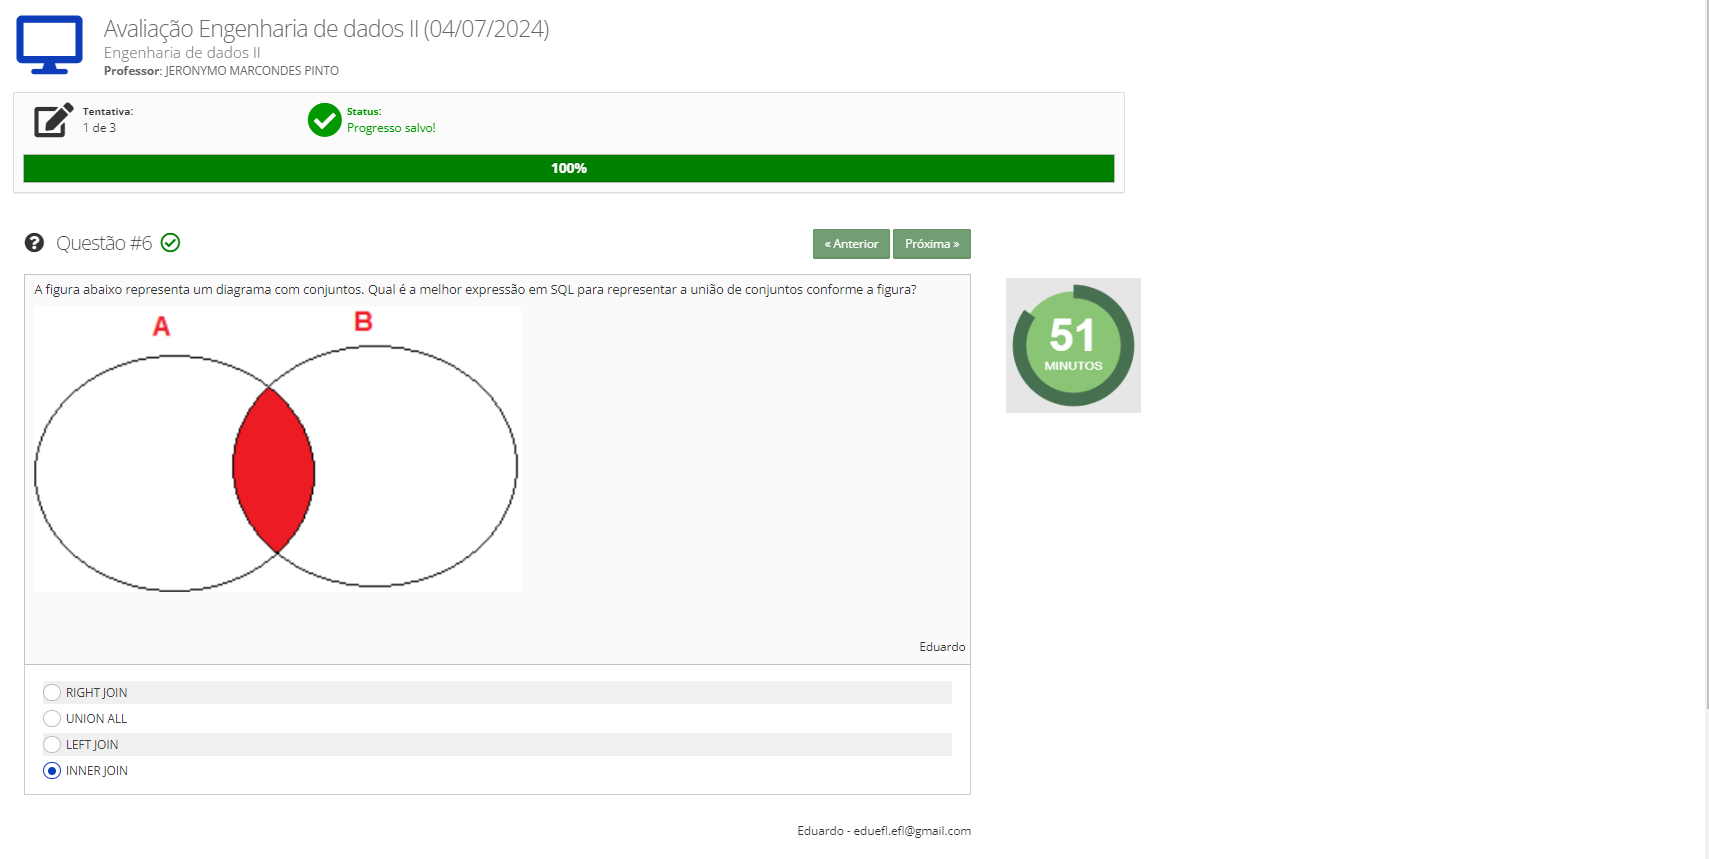 Avaliação Engenharia de dados II (04/07/2024)
Engenharia de dados II
Professor: JERONYMO MARCONDES PINTO
Tentativa:
1 de 3
Status:
Progresso salvo!
100%
Questão #6
« Anterior
Próxima »
A figura abaixo representa um diagrama com conjuntos. Qual é a melhor expressão em SQL para representar a união de conjuntos conforme a figura?
A
B
51
MINUTOS
Eduardo
RIGHT JOIN
UNION ALL
LEFT JOIN
INNER JOIN
Eduardo - eduefl.efl@gmail.com